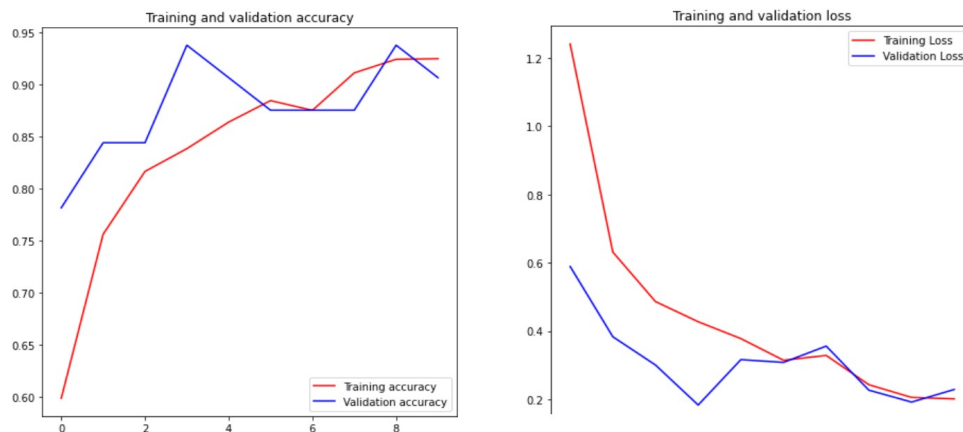 Training and validation accuracy
0.95
0.90
0.85
0.80
0.75
0.70
0.65
0.60
Training accuracy
Validation accuracy
0 2 4 6 8
Training and validation loss
Training Loss
Validation Loss
1.2
1.0
0.8
0.6
0.4
0.2